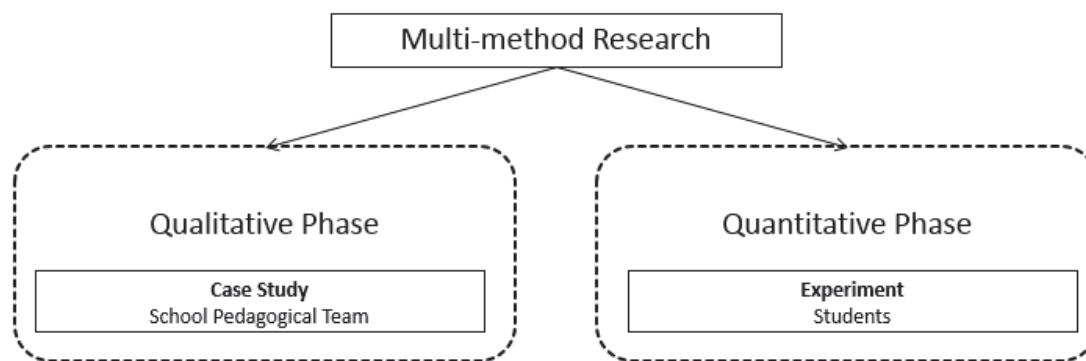 Multi-method Research
Qualitative Phase
Case Study
School Pedagogical Team
Quantitative Phase
Experiment
Students